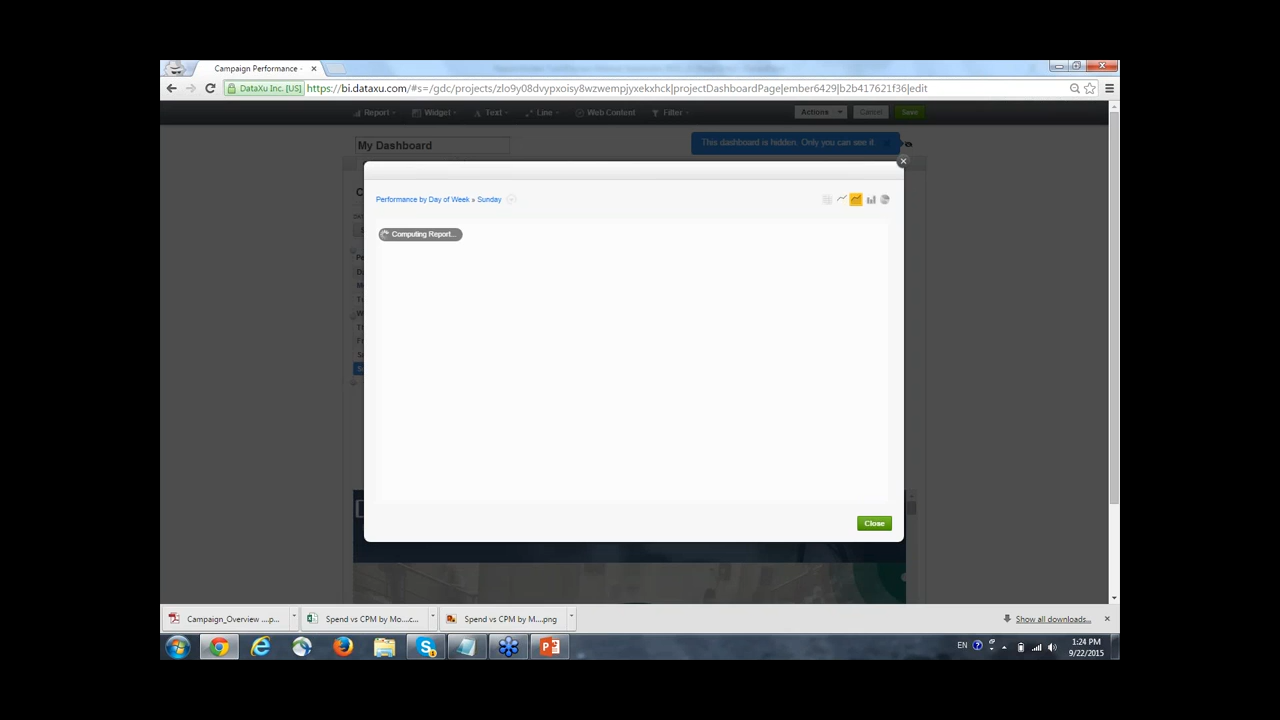 Campaign Performance -
DataXu Inc. [US] https://bi.dataxu.com/#s=/gdc/projects/zlo9y08dvypxoisy8wzwempjyxekxhck|projectDashboardPage|ember6429|b2b417621f36|edit
Report Widget Text Line Web Content Filter Actions Cancel Save
My Dashboard
This dashboard is hidden. Only you can see it
Performance by Day of Week » Sunday
Computing Report...
Close
Campaign_Overview ....p... Spend vs CPM by Mo....c... Spend vs CPM by M....png Show all downloads...
EN 1:24 PM
9/22/2015